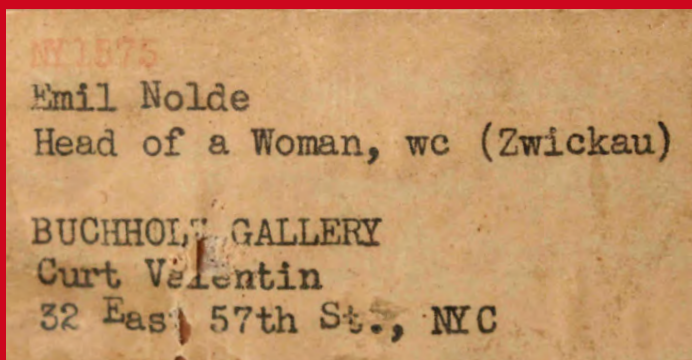 NY1575
Emil Nolde
Head of a Woman, wc (Zwickau)
BUCHHOLZ GALLERY
Curt Valentin
32 East 57th St., NYC